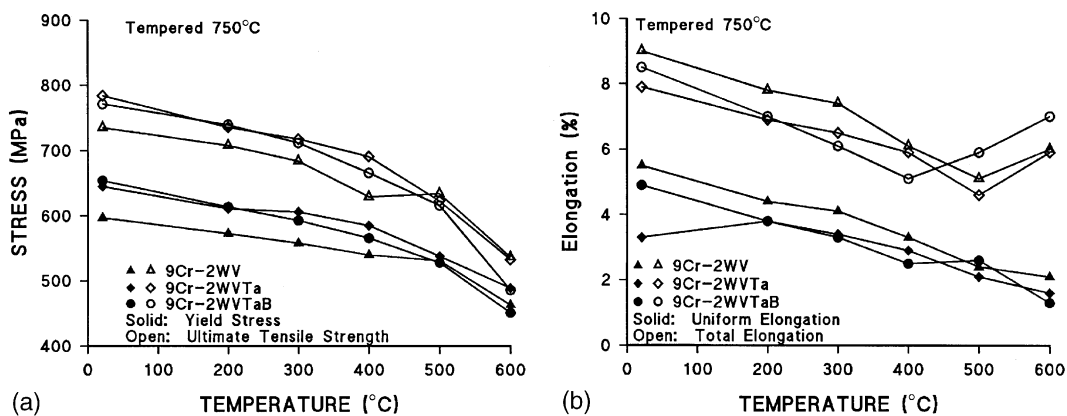 900
800
700
600
500
400
STRESS (MPa)
Tempered 750°C
9Cr-2WV
9Cr-2WVTa
9Cr-2WVTaB
Solid: Yield Stress
Open: Ultimate Tensile Strength
0 100 200 300 400 500 600
(a) TEMPERATURE (°C)
10
8
6
4
2
0
Elongation (%)
Tempered 750°C
9Cr-2WV
9Cr-2WVTa
9Cr-2WVTaB
Solid: Uniform Elongation
Open: Total Elongation
0 100 200 300 400 500 600
(b) TEMPERATURE (°C)